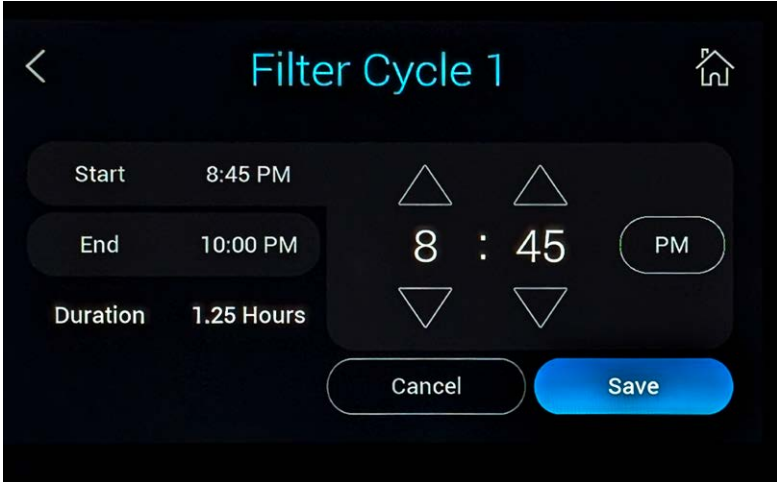 Filter Cycle 1
Start 8:45 PM
End 10:00 PM
Duration 1.25 Hours
8 : 45 PM
Cancel Save